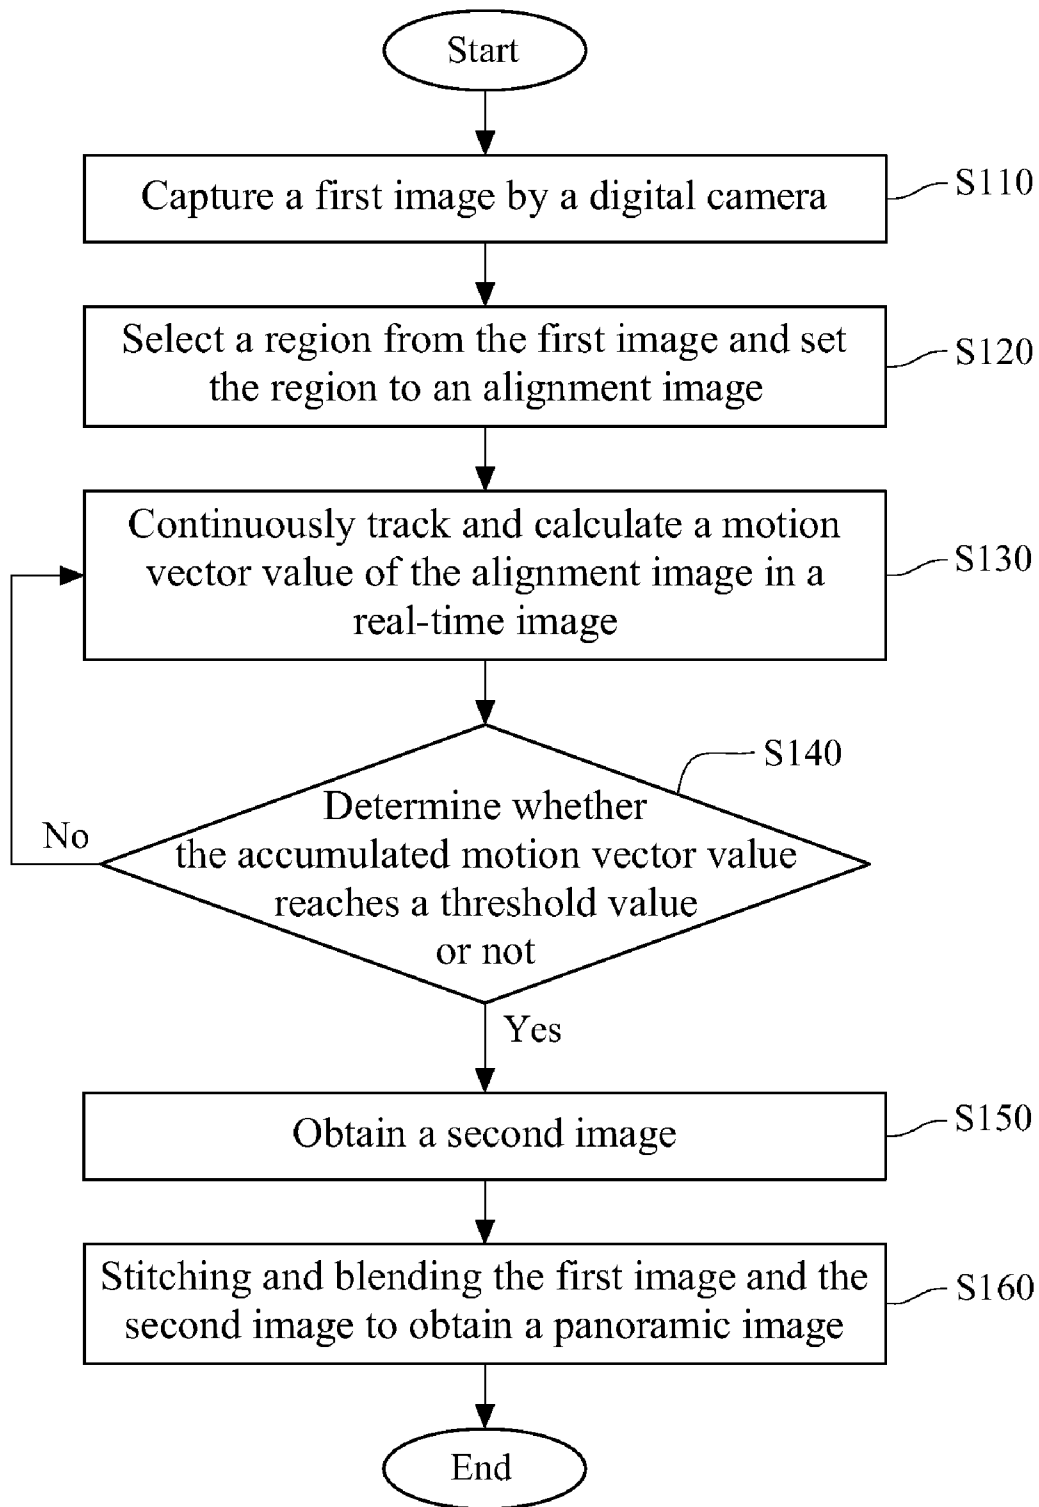 Start
Capture a first image by a digital camera
S110
Select a region from the first image and set
the region to an alignment image
S120
Continuously track and calculate a motion
vector value of the alignment image in a
real-time image
S130
S140
Determine whether
the accumulated motion vector value
reaches a threshold value
or not
No
Yes
Obtain a second image
S150
Stitching and blending the first image and the
second image to obtain a panoramic image
S160
End